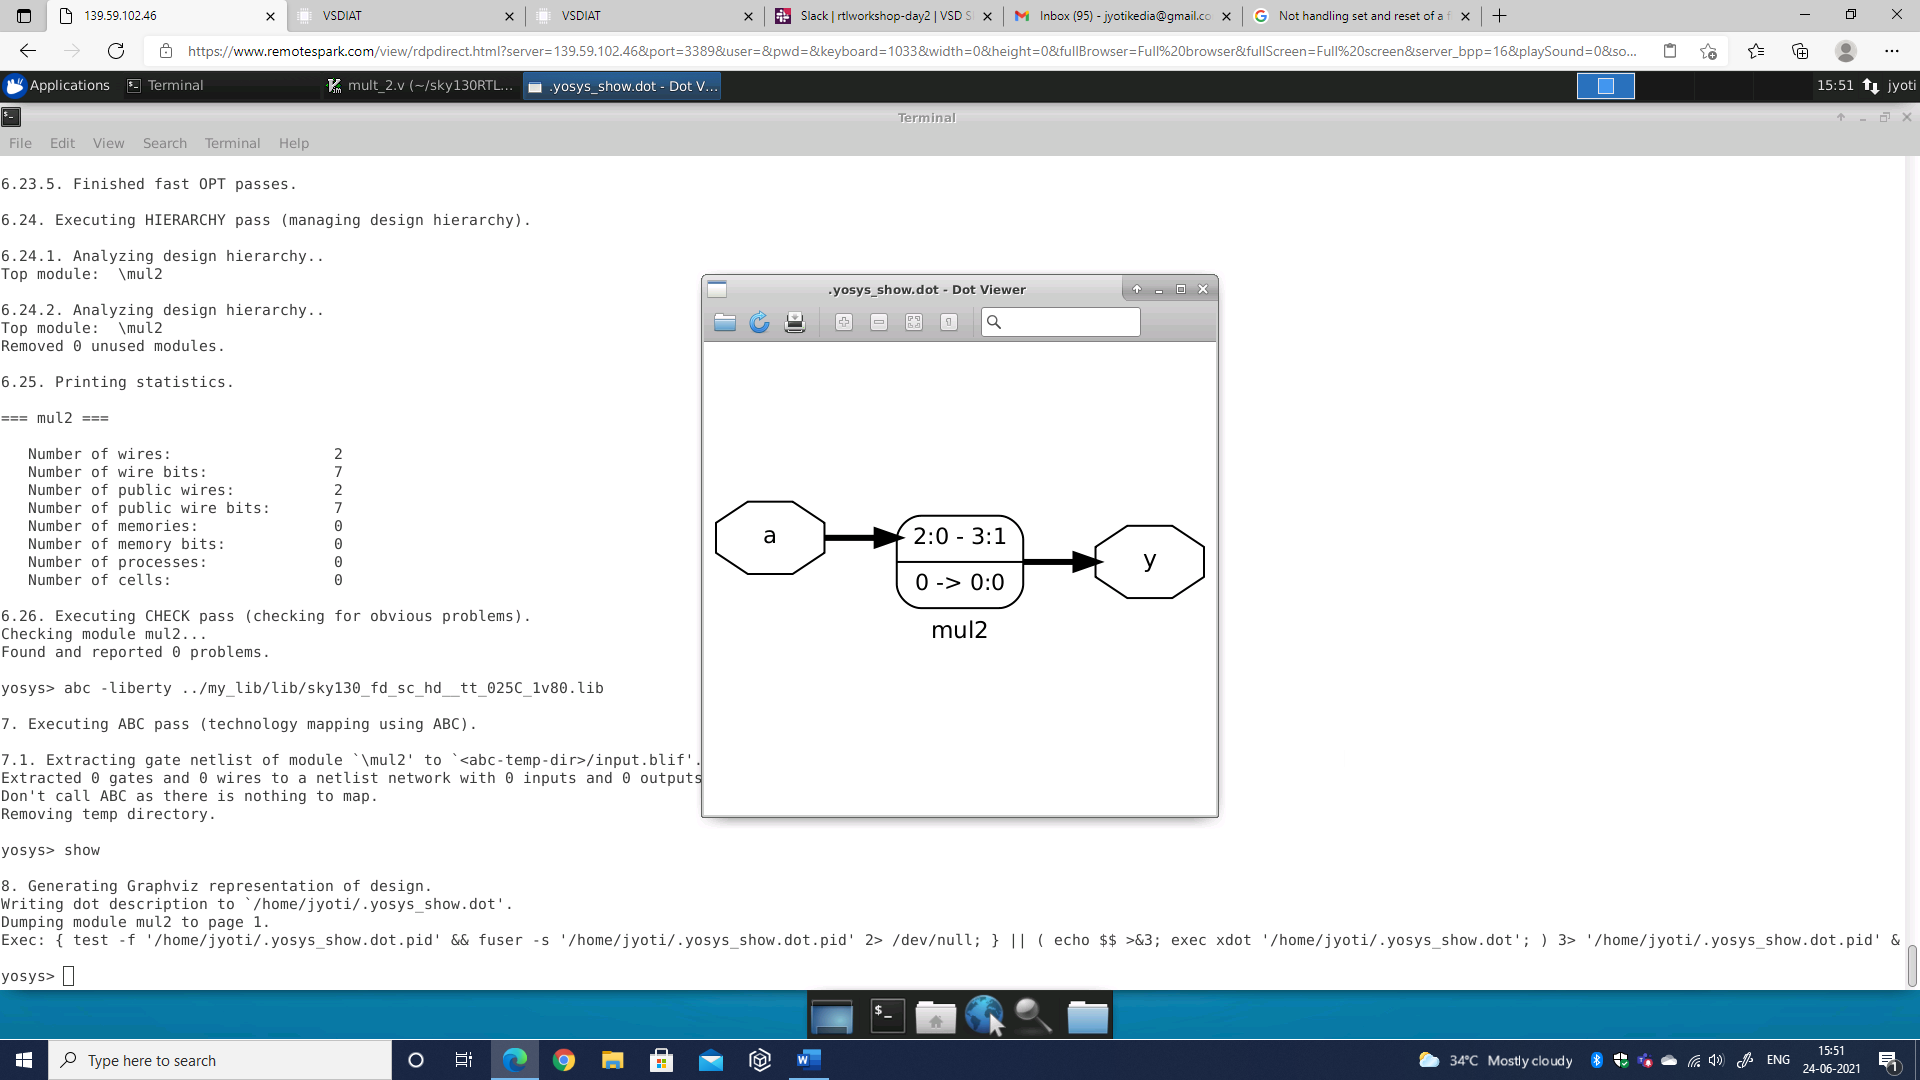 139.59.102.46
VSDIAT
VSDIAT
Slack | rtlworkshop-day2 | VSD S
Inbox (95) - jyotikedia@gmail.co
Not handling set and reset of a f
https://www.remotespark.com/view/rdpdirect.html?server=139.59.102.46&port=3389&user=&pwd=&keyboard=1033&width=0&height=0&fullBrowser=Full%20browser&fullScreen=Full%20screen&server_bpp=16&playSound=0&so...
Applications
Terminal
mult_2.v (~/sky130RTL...
.yosys_show.dot - Dot V...
15:51
jyoti
Terminal
File Edit View Search Terminal Help
6.23.5. Finished fast OPT passes.
6.24. Executing HIERARCHY pass (managing design hierarchy).
6.24.1. Analyzing design hierarchy..
Top module:  \mul2
6.24.2. Analyzing design hierarchy..
Top module:  \mul2
Removed 0 unused modules.
6.25. Printing statistics.
=== mul2 ===
Number of wires: 2
Number of wire bits: 7
Number of public wires: 2
Number of public wire bits: 7
Number of memories: 0
Number of memory bits: 0
Number of processes: 0
Number of cells: 0
6.26. Executing CHECK pass (checking for obvious problems).
Checking module mul2...
Found and reported 0 problems.
yosys> abc -liberty ../my_lib/lib/sky130_fd_sc_hd__tt_025C_1v80.lib
7. Executing ABC pass (technology mapping using ABC).
7.1. Extracting gate netlist of module `\mul2' to `<abc-temp-dir>/input.blif'.
Extracted 0 gates and 0 wires to a netlist network with 0 inputs and 0 outputs
Don't call ABC as there is nothing to map.
Removing temp directory.
yosys> show
8. Generating Graphviz representation of design.
Writing dot description to `/home/jyoti/.yosys_show.dot'.
Dumping module mul2 to page 1.
Exec: { test -f '/home/jyoti/.yosys_show.dot.pid' && fuser -s '/home/jyoti/.yosys_show.dot.pid' 2> /dev/null; } || ( echo $$ >&3; exec xdot '/home/jyoti/.yosys_show.dot'; ) 3> '/home/jyoti/.yosys_show.dot.pid' &
yosys>
.yosys_show.dot - Dot Viewer
a
2:0 - 3:1
0 -> 0:0
y
mul2
Type here to search
34°C Mostly cloudy
ENG
15:51
24-06-2021
1